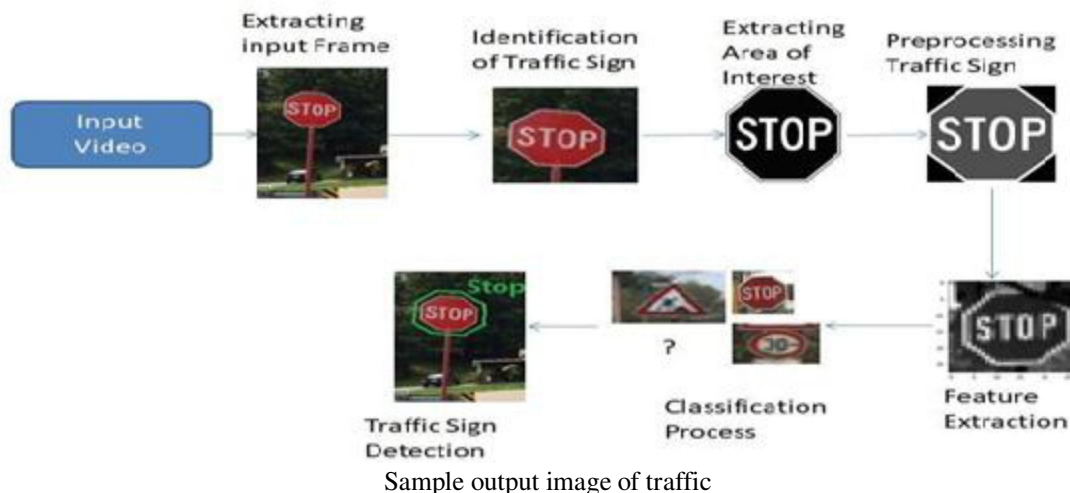 Extracting
input Frame
Identification
of Traffic Sign
Extracting
Area of
Interest
Preprocessing
Traffic Sign
Input
Video
STOP
STOP
STOP
STOP
Stop
STOP
STOP
30
?
STOP
Traffic Sign
Detection
Classification
Process
Feature
Extraction
Sample output image of traffic